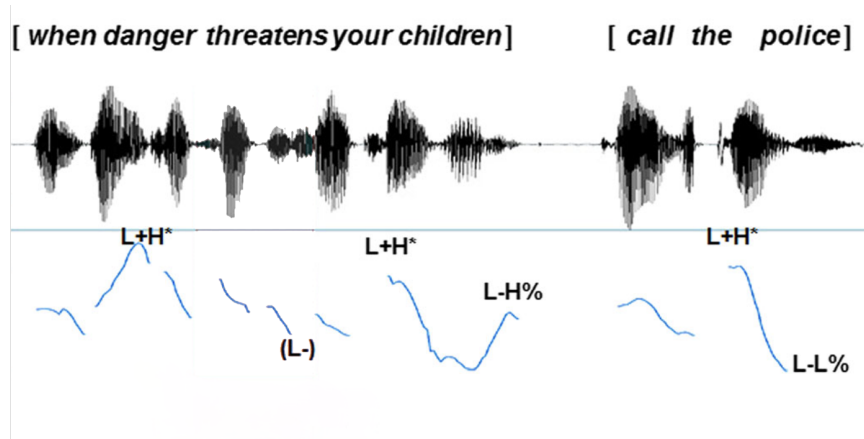 [ when danger threatens your children] [ call the police]
L+H* L+H* L+H*
L-H%
(L-) L-L%